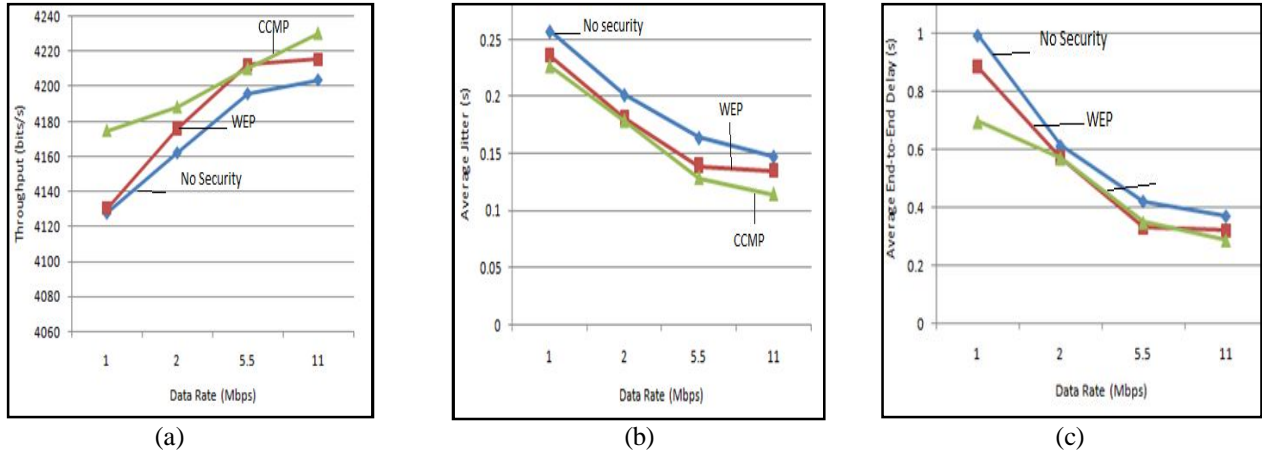 4240
4220
4200
4180
4160
4140
4120
4100
4080
4060
Throughput (bits/s)
CCMP
WEP
No Security
1 2 5.5 11
Data Rate (Mbps)
(a)
0.25
0.2
0.15
0.1
0.05
0
Average Jitter (s)
No security
WEP
CCMP
1 2 5.5 11
Data Rate (Mbps)
(b)
1
0.8
0.6
0.4
0.2
0
Average End-to-End Delay (s)
No Security
WEP
1 2 5.5 11
Data Rate (Mbps)
(c)